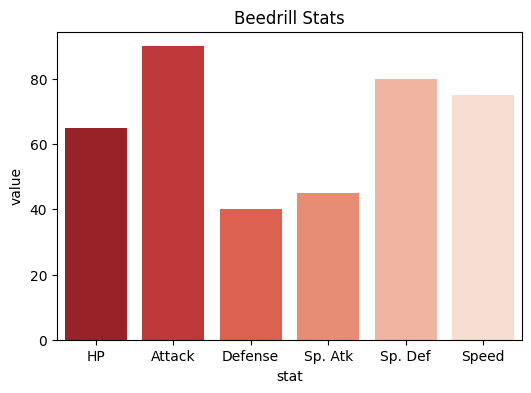 Beedrill Stats
value
80
60
40
20
0
HP Attack Defense Sp. Atk Sp. Def Speed
stat